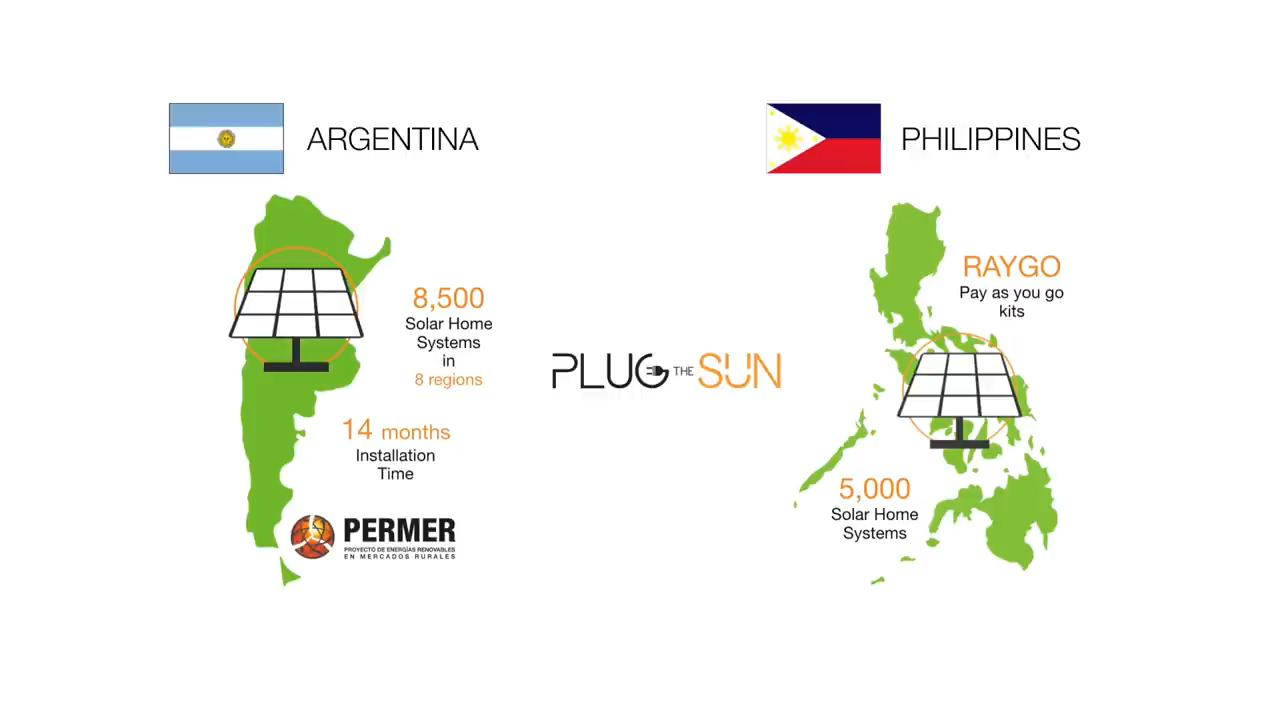 ARGENTINA
8,500
Solar Home
Systems
in
8 regions
14 months
Installation
Time
PERMER
PROYECTO DE ENERGÍAS RENOVABLES
EN MERCADOS RURALES
PLUG THE SUN
PHILIPPINES
RAYGO
Pay as you go
kits
5,000
Solar Home
Systems